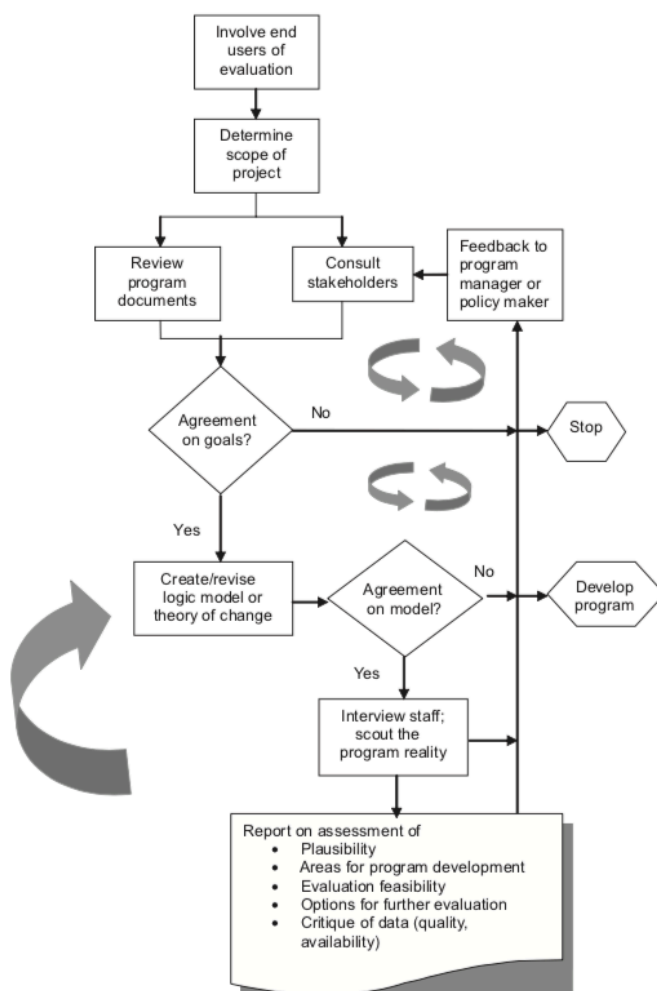 Involve end
users of
evaluation
Determine
scope of
project
Review
program
documents
Consult
stakeholders
Feedback to
program
manager or
policy maker
Agreement
on goals?
No
Stop
Yes
Create/revise
logic model or
theory of change
Agreement
on model?
No
Develop
program
Yes
Interview staff;
scout the
program reality
Report on assessment of
• Plausibility
• Areas for program development
• Evaluation feasibility
• Options for further evaluation
• Critique of data (quality,
availability)